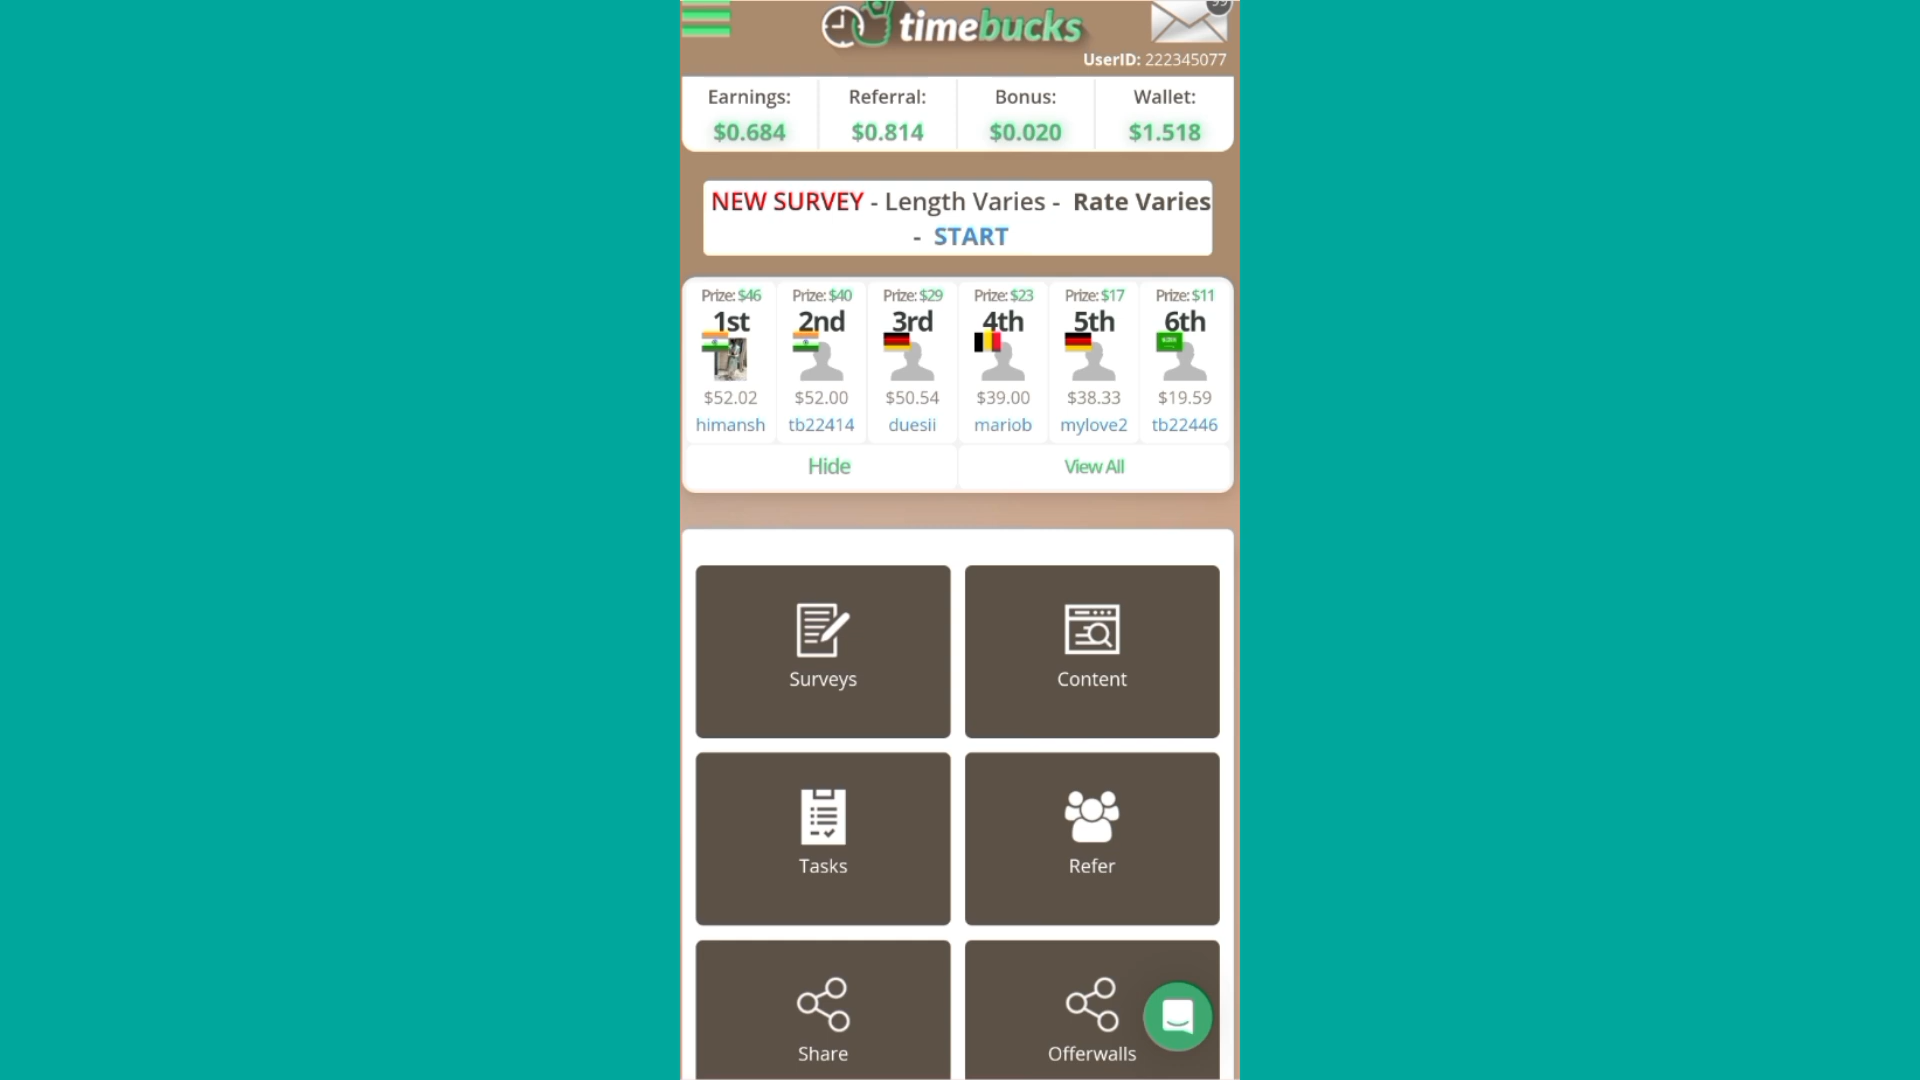 timebucks
UserID: 222345077
Earnings: Referral: Bonus: Wallet:
$0.684 $0.814 $0.020 $1.518
NEW SURVEY - Length Varies - Rate Varies
- START
Prize: $46 Prize: $40 Prize: $29 Prize: $23 Prize: $17 Prize: $11
1st 2nd 3rd 4th 5th 6th
$52.02 $52.00 $50.54 $39.00 $38.33 $19.59
himansh tb22414 duesii mariob mylove2 tb22446
Hide View All
Surveys Content
Tasks Refer
Share Offerwalls